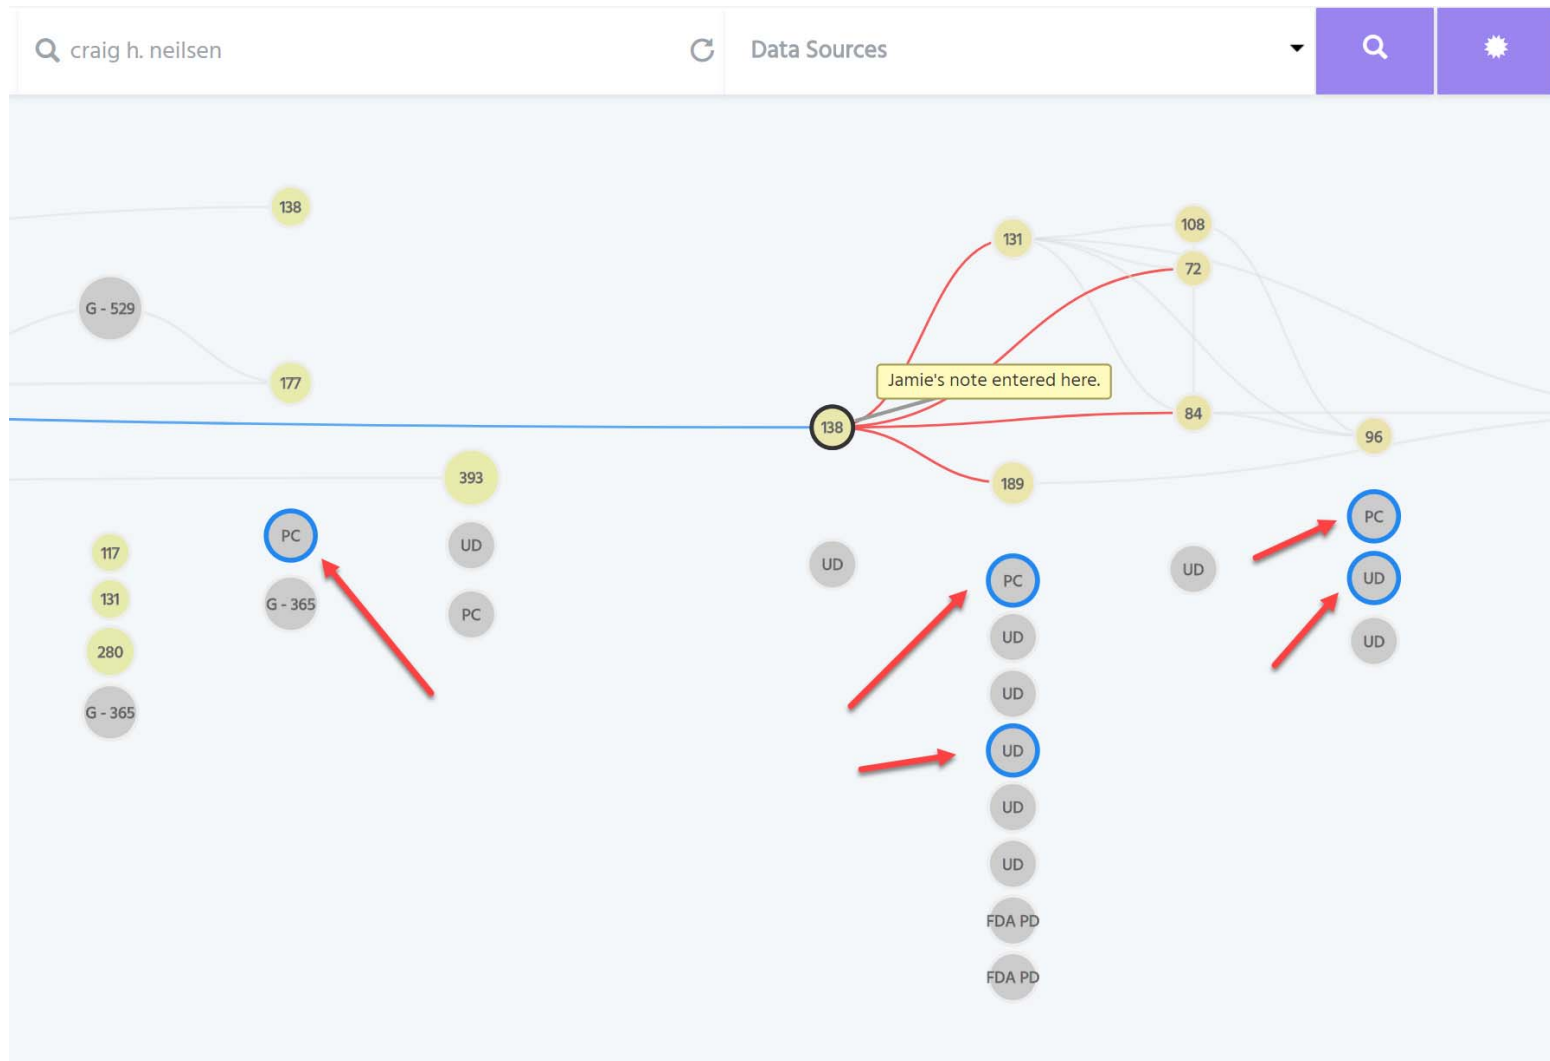 craig h. neilsen
Data Sources
138
131
108
72
G - 529
177
Jamie's note entered here.
138
84
96
393
189
PC
117
PC
UD
UD
UD
PC
UD
131
G - 365
PC
UD
UD
280
UD
G - 365
UD
UD
UD
FDA PD
FDA PD